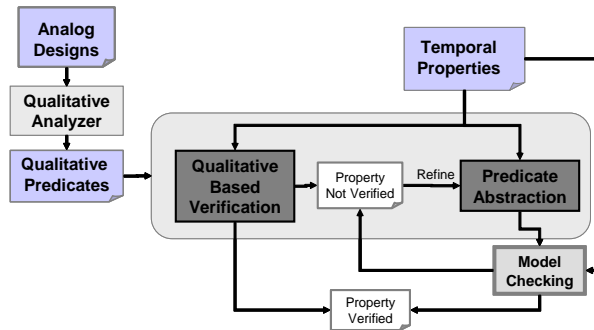 Analog
Designs
Temporal
Properties
Qualitative
Analyzer
Qualitative
Predicates
Qualitative
Based
Verification
Property
Not Verified
Refine
Predicate
Abstraction
Model
Checking
Property
Verified